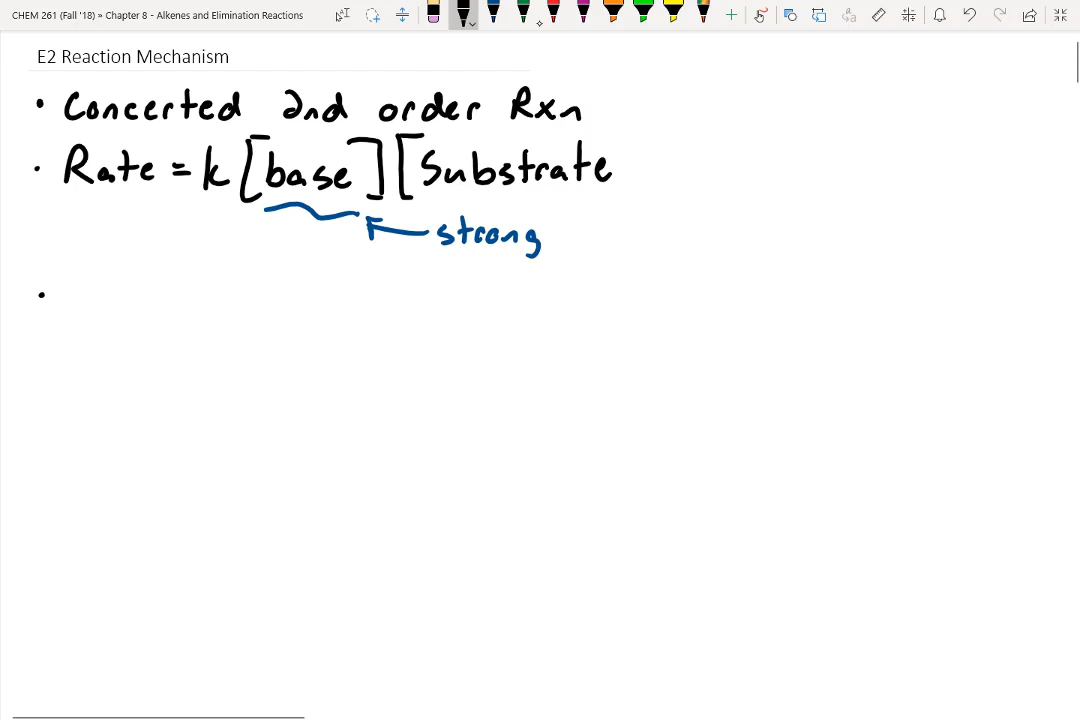 CHEM 261 (Fall '18) » Chapter 8 - Alkenes and Elimination Reactions
E2 Reaction Mechanism
• Concerted 2nd order Rxn
• Rate = k[base][Substrate
strong
•